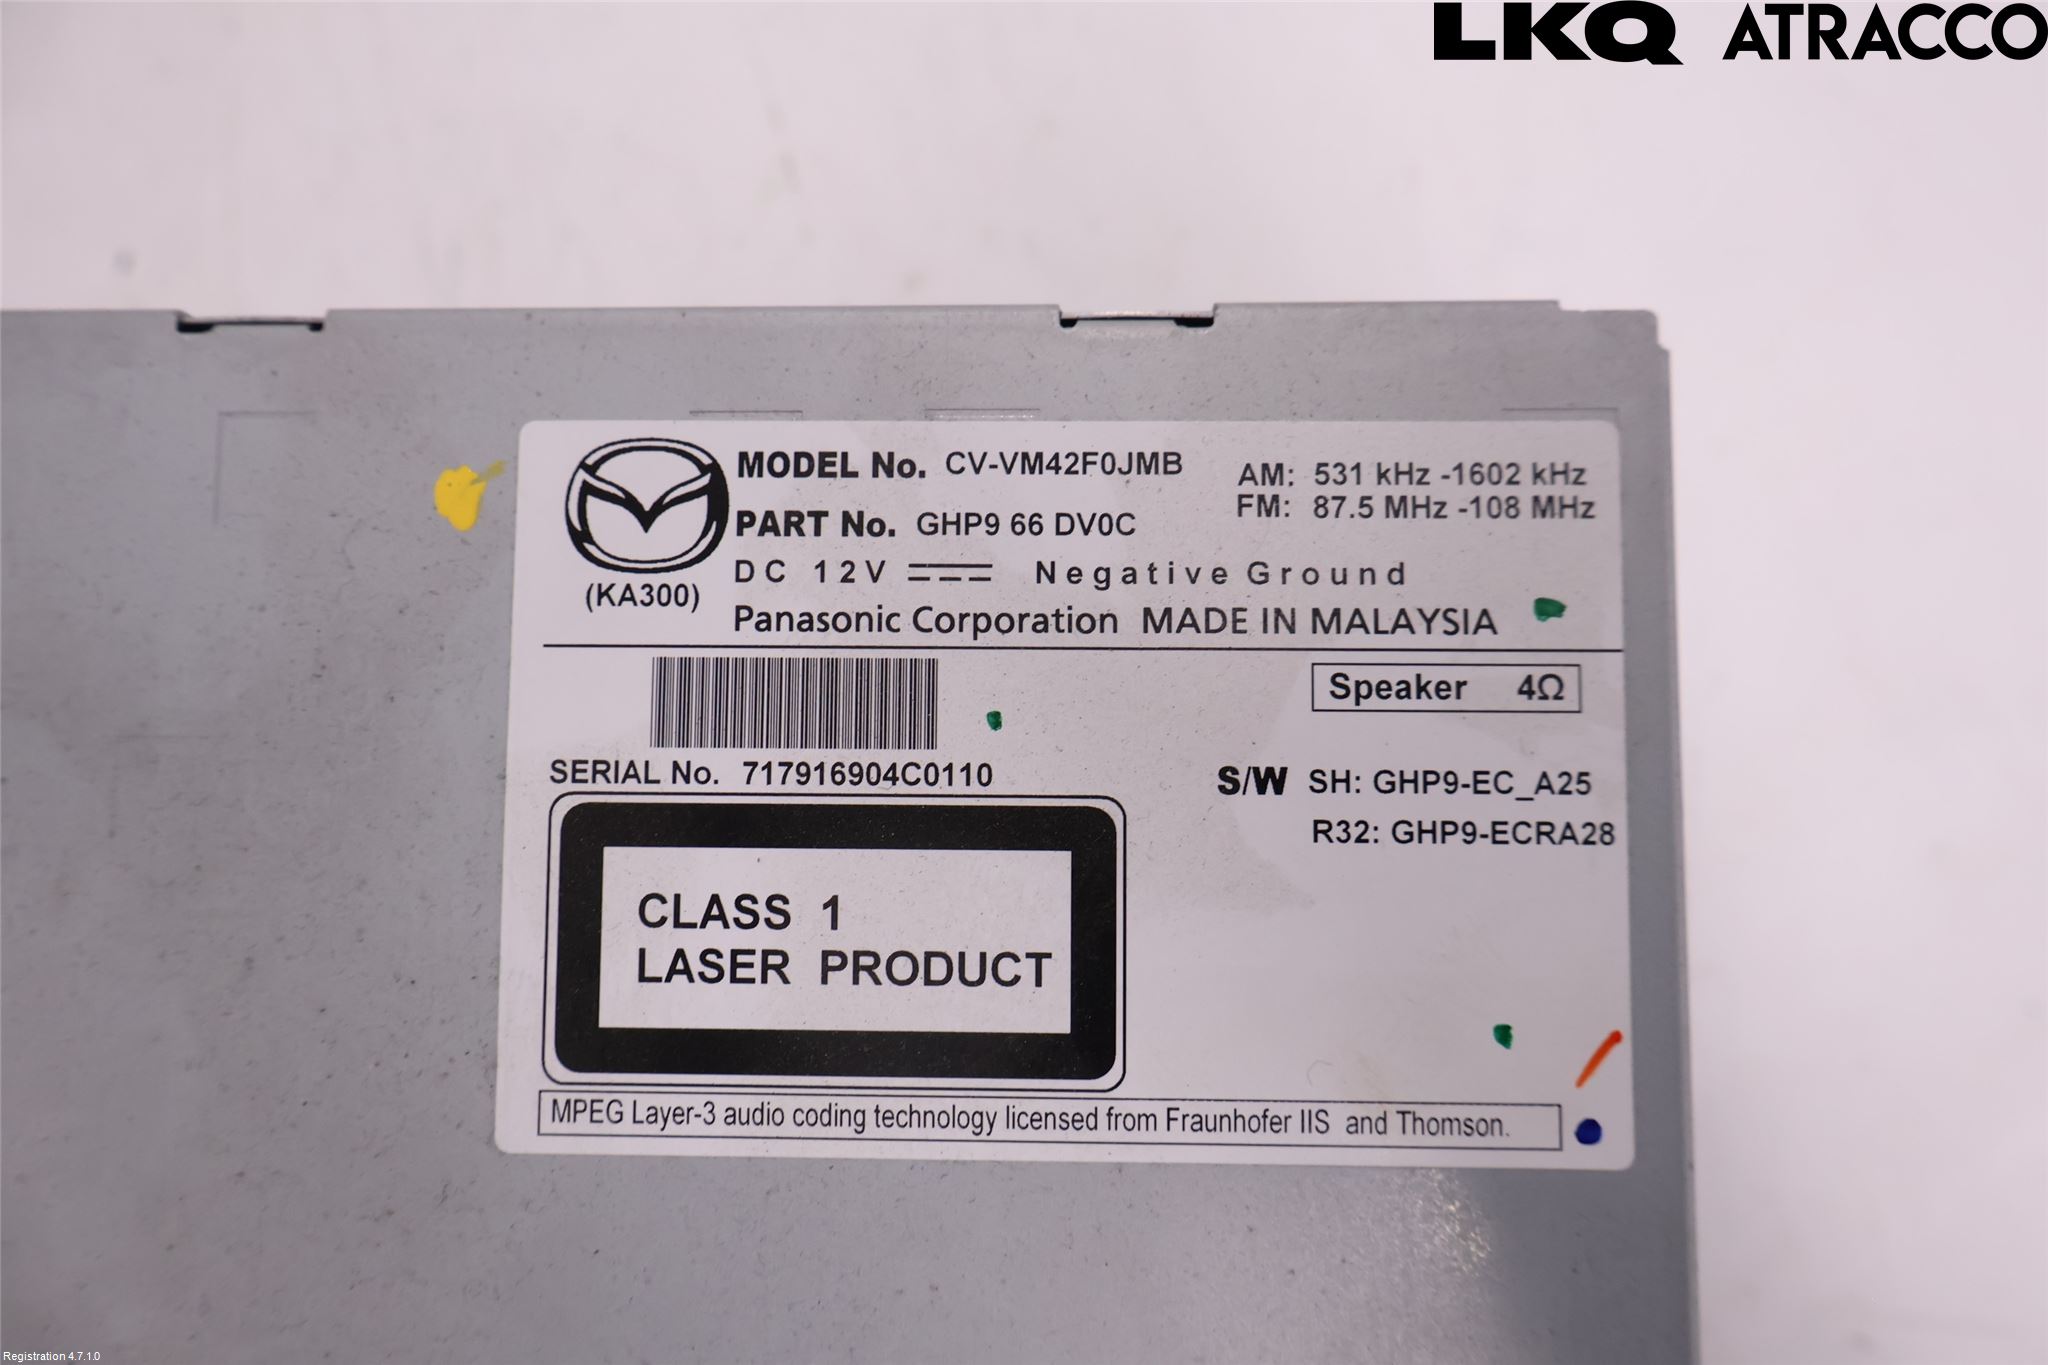 LKQ ATRACCO
MODEL No. CV-VM42F0JMB
AM: 531 kHz -1602 kHz
FM: 87.5 MHz -108 MHz
PART No. GHP9 66 DV0C
DC 12V Negative Ground
(KA300)
Panasonic Corporation MADE IN MALAYSIA
Speaker 4Ω
SERIAL No. 717916904C0110
S/W SH: GHP9-EC_A25
R32: GHP9-ECRA28
CLASS 1
LASER PRODUCT
MPEG Layer-3 audio coding technology licensed from Fraunhofer IIS and Thomson.
Registration 4.7.1.0